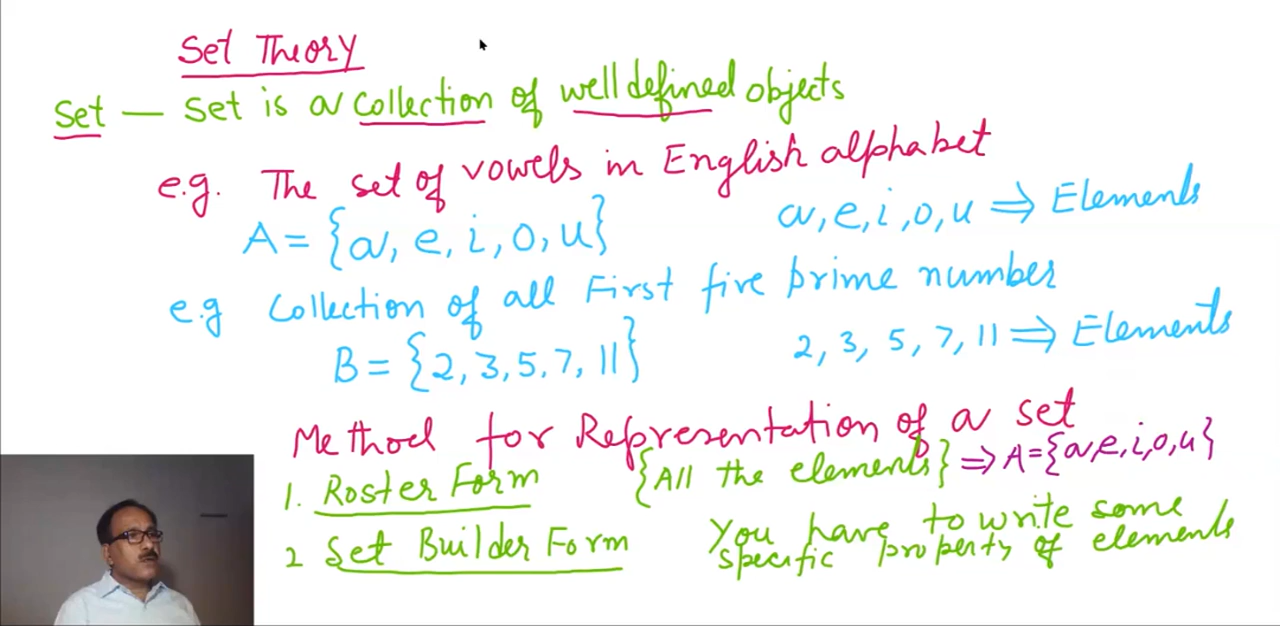 Set Theory
Set — Set is a collection of well defined objects
e.g. The set of vowels in English alphabet
A = {a, e, i, o, u}
a, e, i, o, u ⇒ Elements
e.g Collection of all First five prime number
B = {2, 3, 5, 7, 11}
2, 3, 5, 7, 11 ⇒ Elements
Method for Representation of a set
1. Roster Form {All the elements} ⇒ A={a,e,i,o,u}
2 Set Builder Form You have to write some
specific property of elements